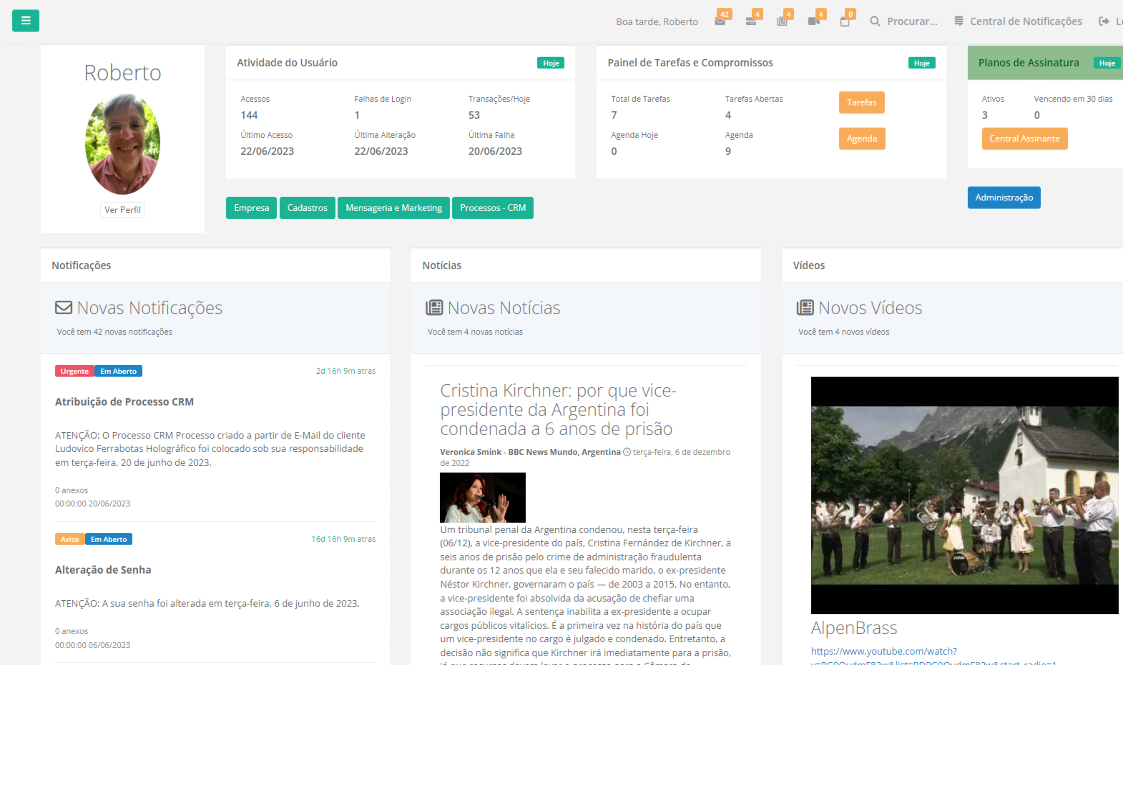 Boa tarde, Roberto
42
4
4
4
0
Procurar...
Central de Notificações
Roberto
Ver Perfil
Atividade do Usuário
Hoje
Acessos
Falhas de Login
Transações/Hoje
144
1
53
Último Acesso
Última Alteração
Última Falha
22/06/2023
22/06/2023
20/06/2023
Painel de Tarefas e Compromissos
Hoje
Total de Tarefas
Tarefas Abertas
Tarefas
7
4
Agenda Hoje
Agenda
Agenda
0
9
Planos de Assinatura
Hoje
Ativos
Vencendo em 30 dias
3
0
Central Assinante
Empresa
Cadastros
Mensageria e Marketing
Processos - CRM
Administração
Notificações
Novas Notificações
Você tem 42 novas notificações
Urgente
Em Aberto
2d 16h 9m atras
Atribuição de Processo CRM
ATENÇÃO: O Processo CRM Processo criado a partir de E-Mail do cliente
Ludovico Ferrabotas Holográfico foi colocado sob sua responsabilidade
em terça-feira, 20 de junho de 2023.
0 anexos
00:00:00 20/06/2023
Aviso
Em Aberto
16d 16h 9m atras
Alteração de Senha
ATENÇÃO: A sua senha foi alterada em terça-feira, 6 de junho de 2023.
0 anexos
00:00:00 06/06/2023
Notícias
Novas Notícias
Você tem 4 novas notícias
Cristina Kirchner: por que vice-
presidente da Argentina foi
condenada a 6 anos de prisão
Veronica Smink - BBC News Mundo, Argentina terça-feira, 6 de dezembro
de 2022
Um tribunal penal da Argentina condenou, nesta terça-feira
(06/12), a vice-presidente do país, Cristina Fernández de Kirchner, a
seis anos de prisão pelo crime de administração fraudulenta
durante os 12 anos que ela e seu falecido marido, o ex-presidente
Néstor Kirchner, governaram o país — de 2003 a 2015. No entanto,
a vice-presidente foi absolvida da acusação de chefiar uma
associação ilegal. A sentença inabilita a ex-presidente a ocupar
cargos públicos vitalícios. É a primeira vez na história do país que
um vice-presidente no cargo é julgado e condenado. Entretanto, a
decisão não significa que Kirchner irá imediatamente para a prisão,
Vídeos
Novos Vídeos
Você tem 4 novos vídeos
AlpenBrass
https://www.youtube.com/watch?